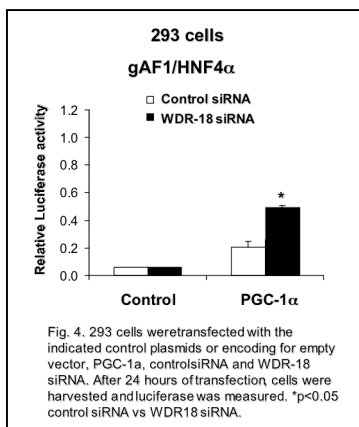 293 cells
gAF1/HNF4α
Control siRNA
WDR-18 siRNA
Relative Luciferase activity
1.2
1.0
0.8
0.6
0.4
0.2
0.0
*
Control
PGC-1α
Fig. 4. 293 cells weretransfected with the
indicated control plasmids or encoding for empty
vector, PGC-1a, controlsiRNA and WDR-18
siRNA. After 24 hours of transfection, cells were
harvested and luciferase was measured. *p<0.05
control siRNA vs WDR18 siRNA.